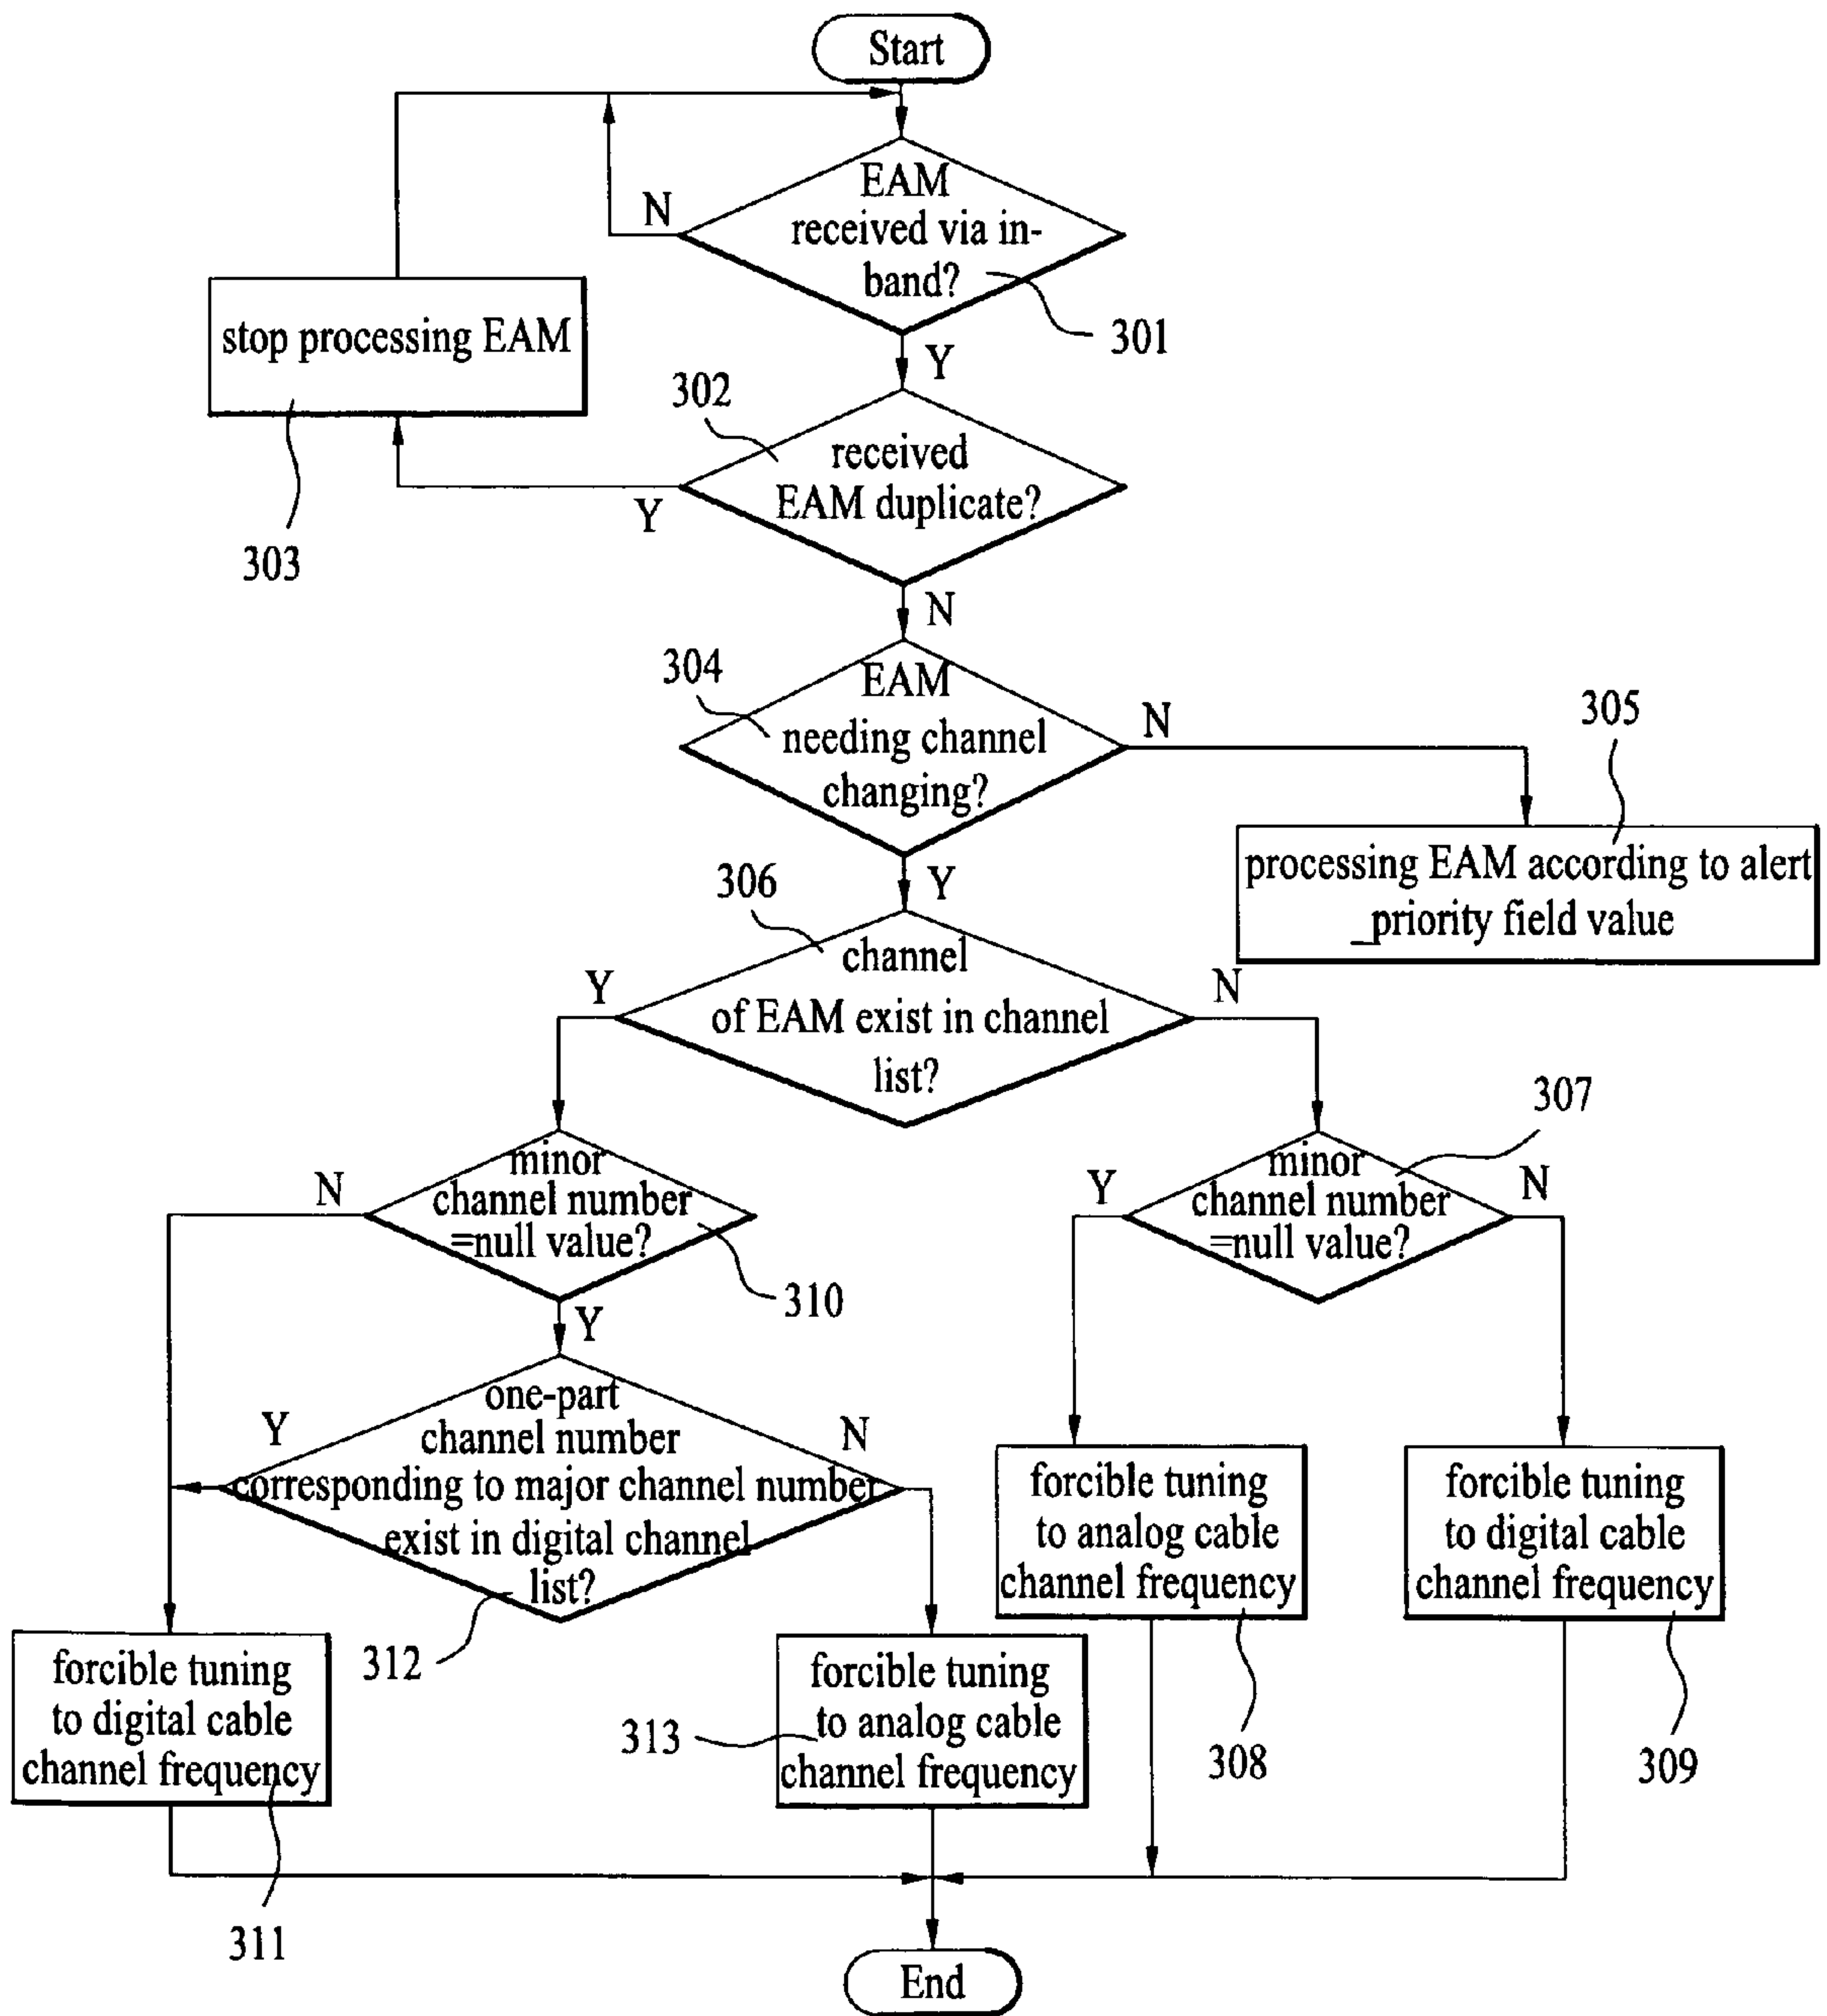 Start
EAM
received via in-
band?
N
301
Y
stop processing EAM
303
302
received
EAM duplicate?
Y
N
304
EAM
needing channel
changing?
N
305
processing EAM according to alert
_priority field value
Y
306
channel
of EAM exist in channel
list?
Y
N
307
minor
channel number
=null value?
N
310
Y
minor
channel number
=null value?
Y
N
one-part
channel number
corresponding to major channel number
exist in digital channel
list?
Y
N
312
forcible tuning
to analog cable
channel frequency
308
forcible tuning
to digital cable
channel frequency
309
forcible tuning
to digital cable
channel frequency
311
forcible tuning
to analog cable
channel frequency
313
End